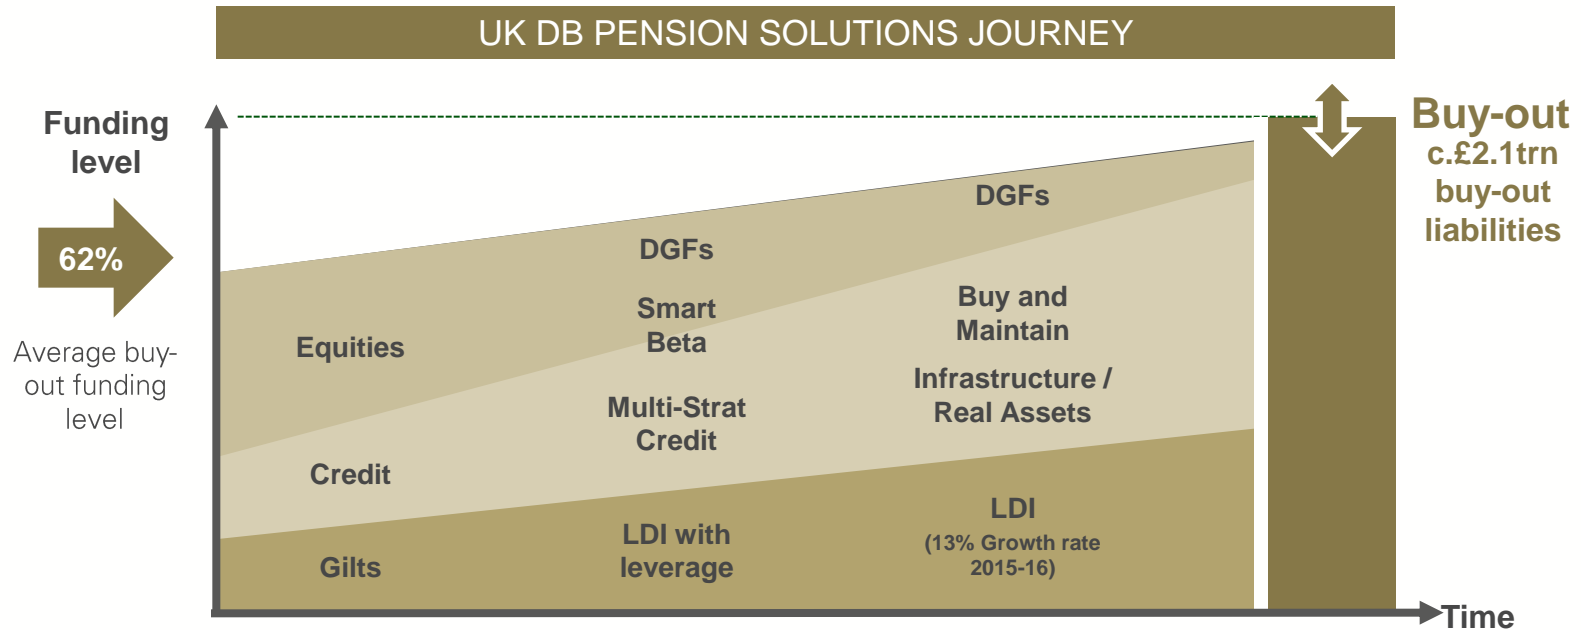 UK DB PENSION SOLUTIONS JOURNEY
Funding
level
62%
Average buy-
out funding
level
Equities
Credit
Gilts
DGFs
Smart
Beta
Multi-Strat
Credit
LDI with
leverage
DGFs
Buy and
Maintain
Infrastructure /
Real Assets
LDI
(13% Growth rate
2015-16)
Buy-out
c.£2.1trn
buy-out
liabilities
Time